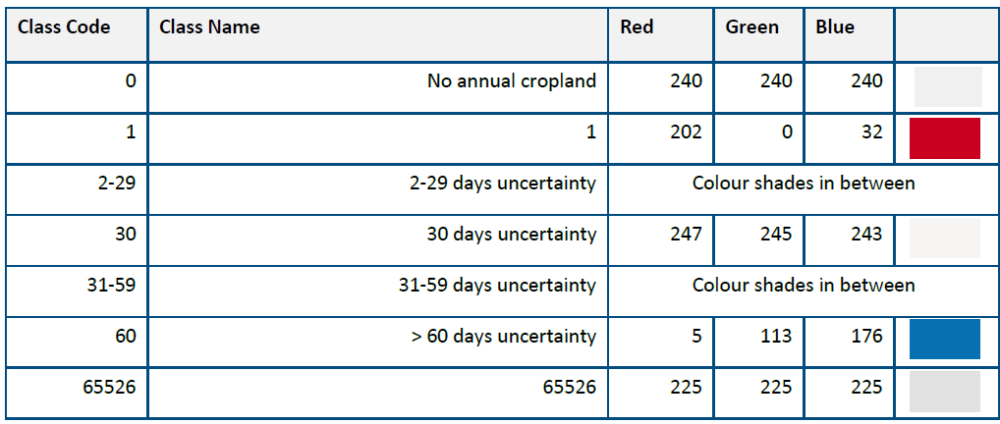 Class Code Class Name Red Green Blue
0 No annual cropland 240 240 240
1 1 202 0 32
2-29 2-29 days uncertainty Colour shades in between
30 30 days uncertainty 247 245 243
31-59 31-59 days uncertainty Colour shades in between
60 > 60 days uncertainty 5 113 176
65526 65526 225 225 225